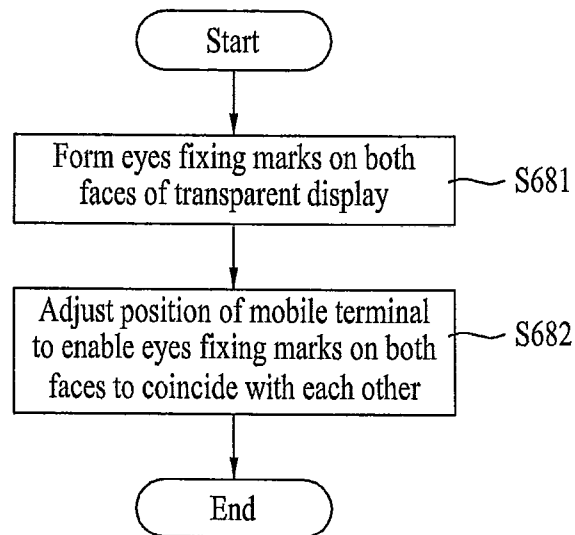 Start
Form eyes fixing marks on both
faces of transparent display
S681
Adjust position of mobile terminal
to enable eyes fixing marks on both
faces to coincide with each other
S682
End